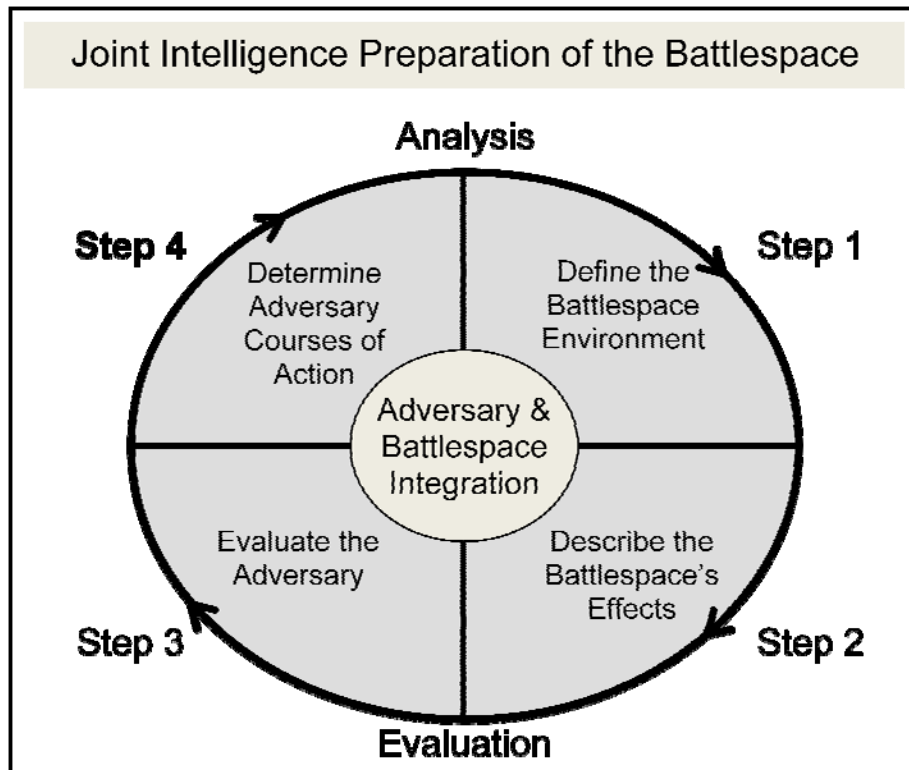 Joint Intelligence Preparation of the Battlespace
Analysis
Step 4
Step 1
Determine
Adversary
Courses of
Action
Define the
Battlespace
Environment
Adversary &
Battlespace
Integration
Evaluate the
Adversary
Describe the
Battlespace's
Effects
Step 3
Step 2
Evaluation